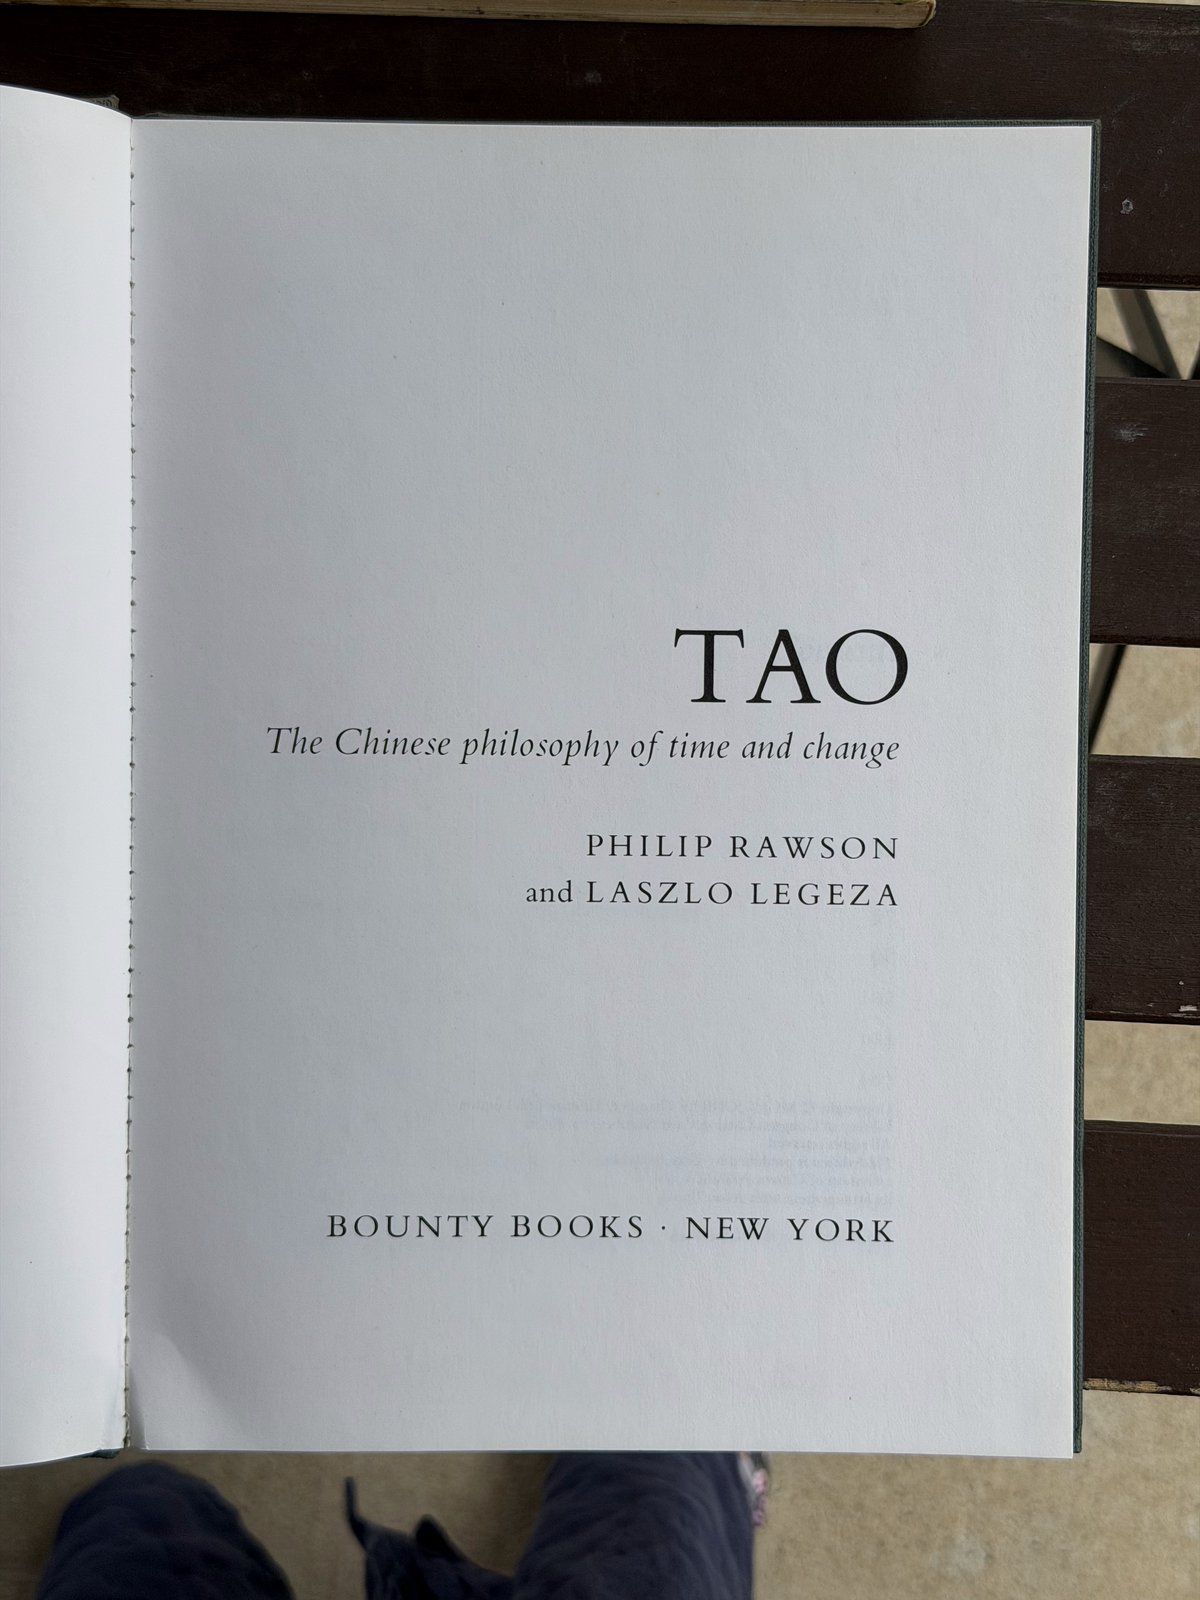 TAO
The Chinese philosophy of time and change
PHILIP RAWSON
and LASZLO LEGEZA
BOUNTY BOOKS · NEW YORK